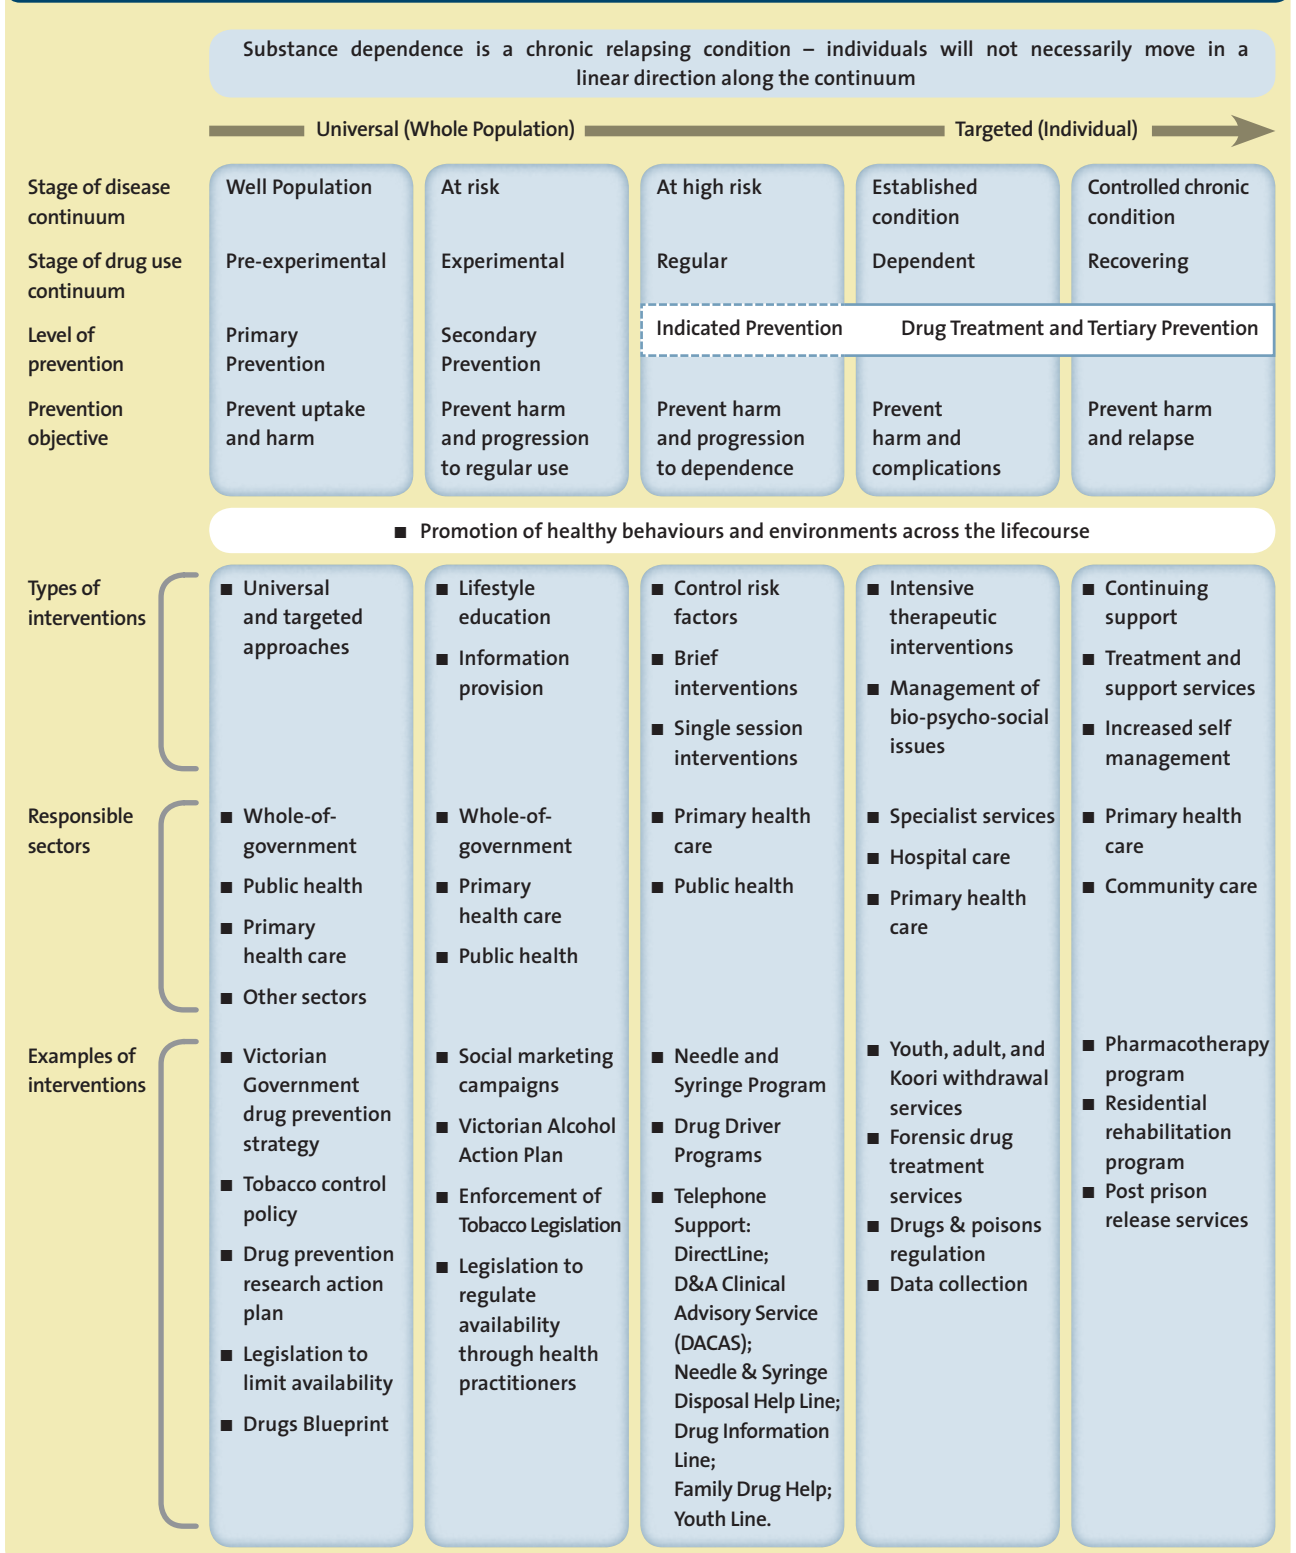 Substance dependence is a chronic relapsing condition – individuals will not necessarily move in a
linear direction along the continuum
Universal (Whole Population)
Targeted (Individual)
Stage of disease
continuum
Well Population
At risk
At high risk
Established
condition
Controlled chronic
condition
Stage of drug use
continuum
Pre-experimental
Experimental
Regular
Dependent
Recovering
Level of
prevention
Primary
Prevention
Secondary
Prevention
Indicated Prevention
Drug Treatment and Tertiary Prevention
Prevention
objective
Prevent uptake
and harm
Prevent harm
and progression
to regular use
Prevent harm
and progression
to dependence
Prevent
harm and
complications
Prevent harm
and relapse
■ Promotion of healthy behaviours and environments across the lifecourse
Types of
interventions
■ Universal
and targeted
approaches
■ Lifestyle
education
■ Information
provision
■ Control risk
factors
■ Brief
interventions
■ Single session
interventions
■ Intensive
therapeutic
interventions
■ Management of
bio-psycho-social
issues
■ Continuing
support
■ Treatment and
support services
■ Increased self
management
Responsible
sectors
■ Whole-of-
government
■ Public health
■ Primary
health care
■ Other sectors
■ Whole-of-
government
■ Primary
health care
■ Public health
■ Primary health
care
■ Public health
■ Specialist services
■ Hospital care
■ Primary health
care
■ Primary health
care
■ Community care
Examples of
interventions
■ Victorian
Government
drug prevention
strategy
■ Tobacco control
policy
■ Drug prevention
research action
plan
■ Legislation to
limit availability
■ Drugs Blueprint
■ Social marketing
campaigns
■ Victorian Alcohol
Action Plan
■ Enforcement of
Tobacco Legislation
■ Legislation to
regulate
availability
through health
practitioners
■ Needle and
Syringe Program
■ Drug Driver
Programs
■ Telephone
Support:
DirectLine;
D&A Clinical
Advisory Service
(DACAS);
Needle & Syringe
Disposal Help Line;
Drug Information
Line;
Family Drug Help;
Youth Line.
■ Youth, adult, and
Koori withdrawal
services
■ Forensic drug
treatment
services
■ Drugs & poisons
regulation
■ Data collection
■ Pharmacotherapy
program
■ Residential
rehabilitation
program
■ Post prison
release services